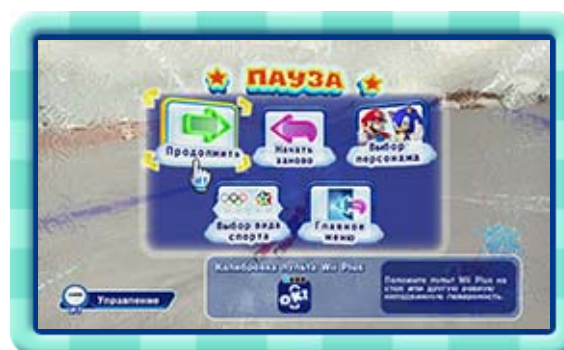 ПАУЗА
Продолжить
Начать
заново
Выбор
персонажа
Выбор вида
спорта
Главное
меню
Калибровка пульта Wii Plus
Положите пульт Wii Plus на
стол или другую ровную
неподвижную поверхность.
Управление